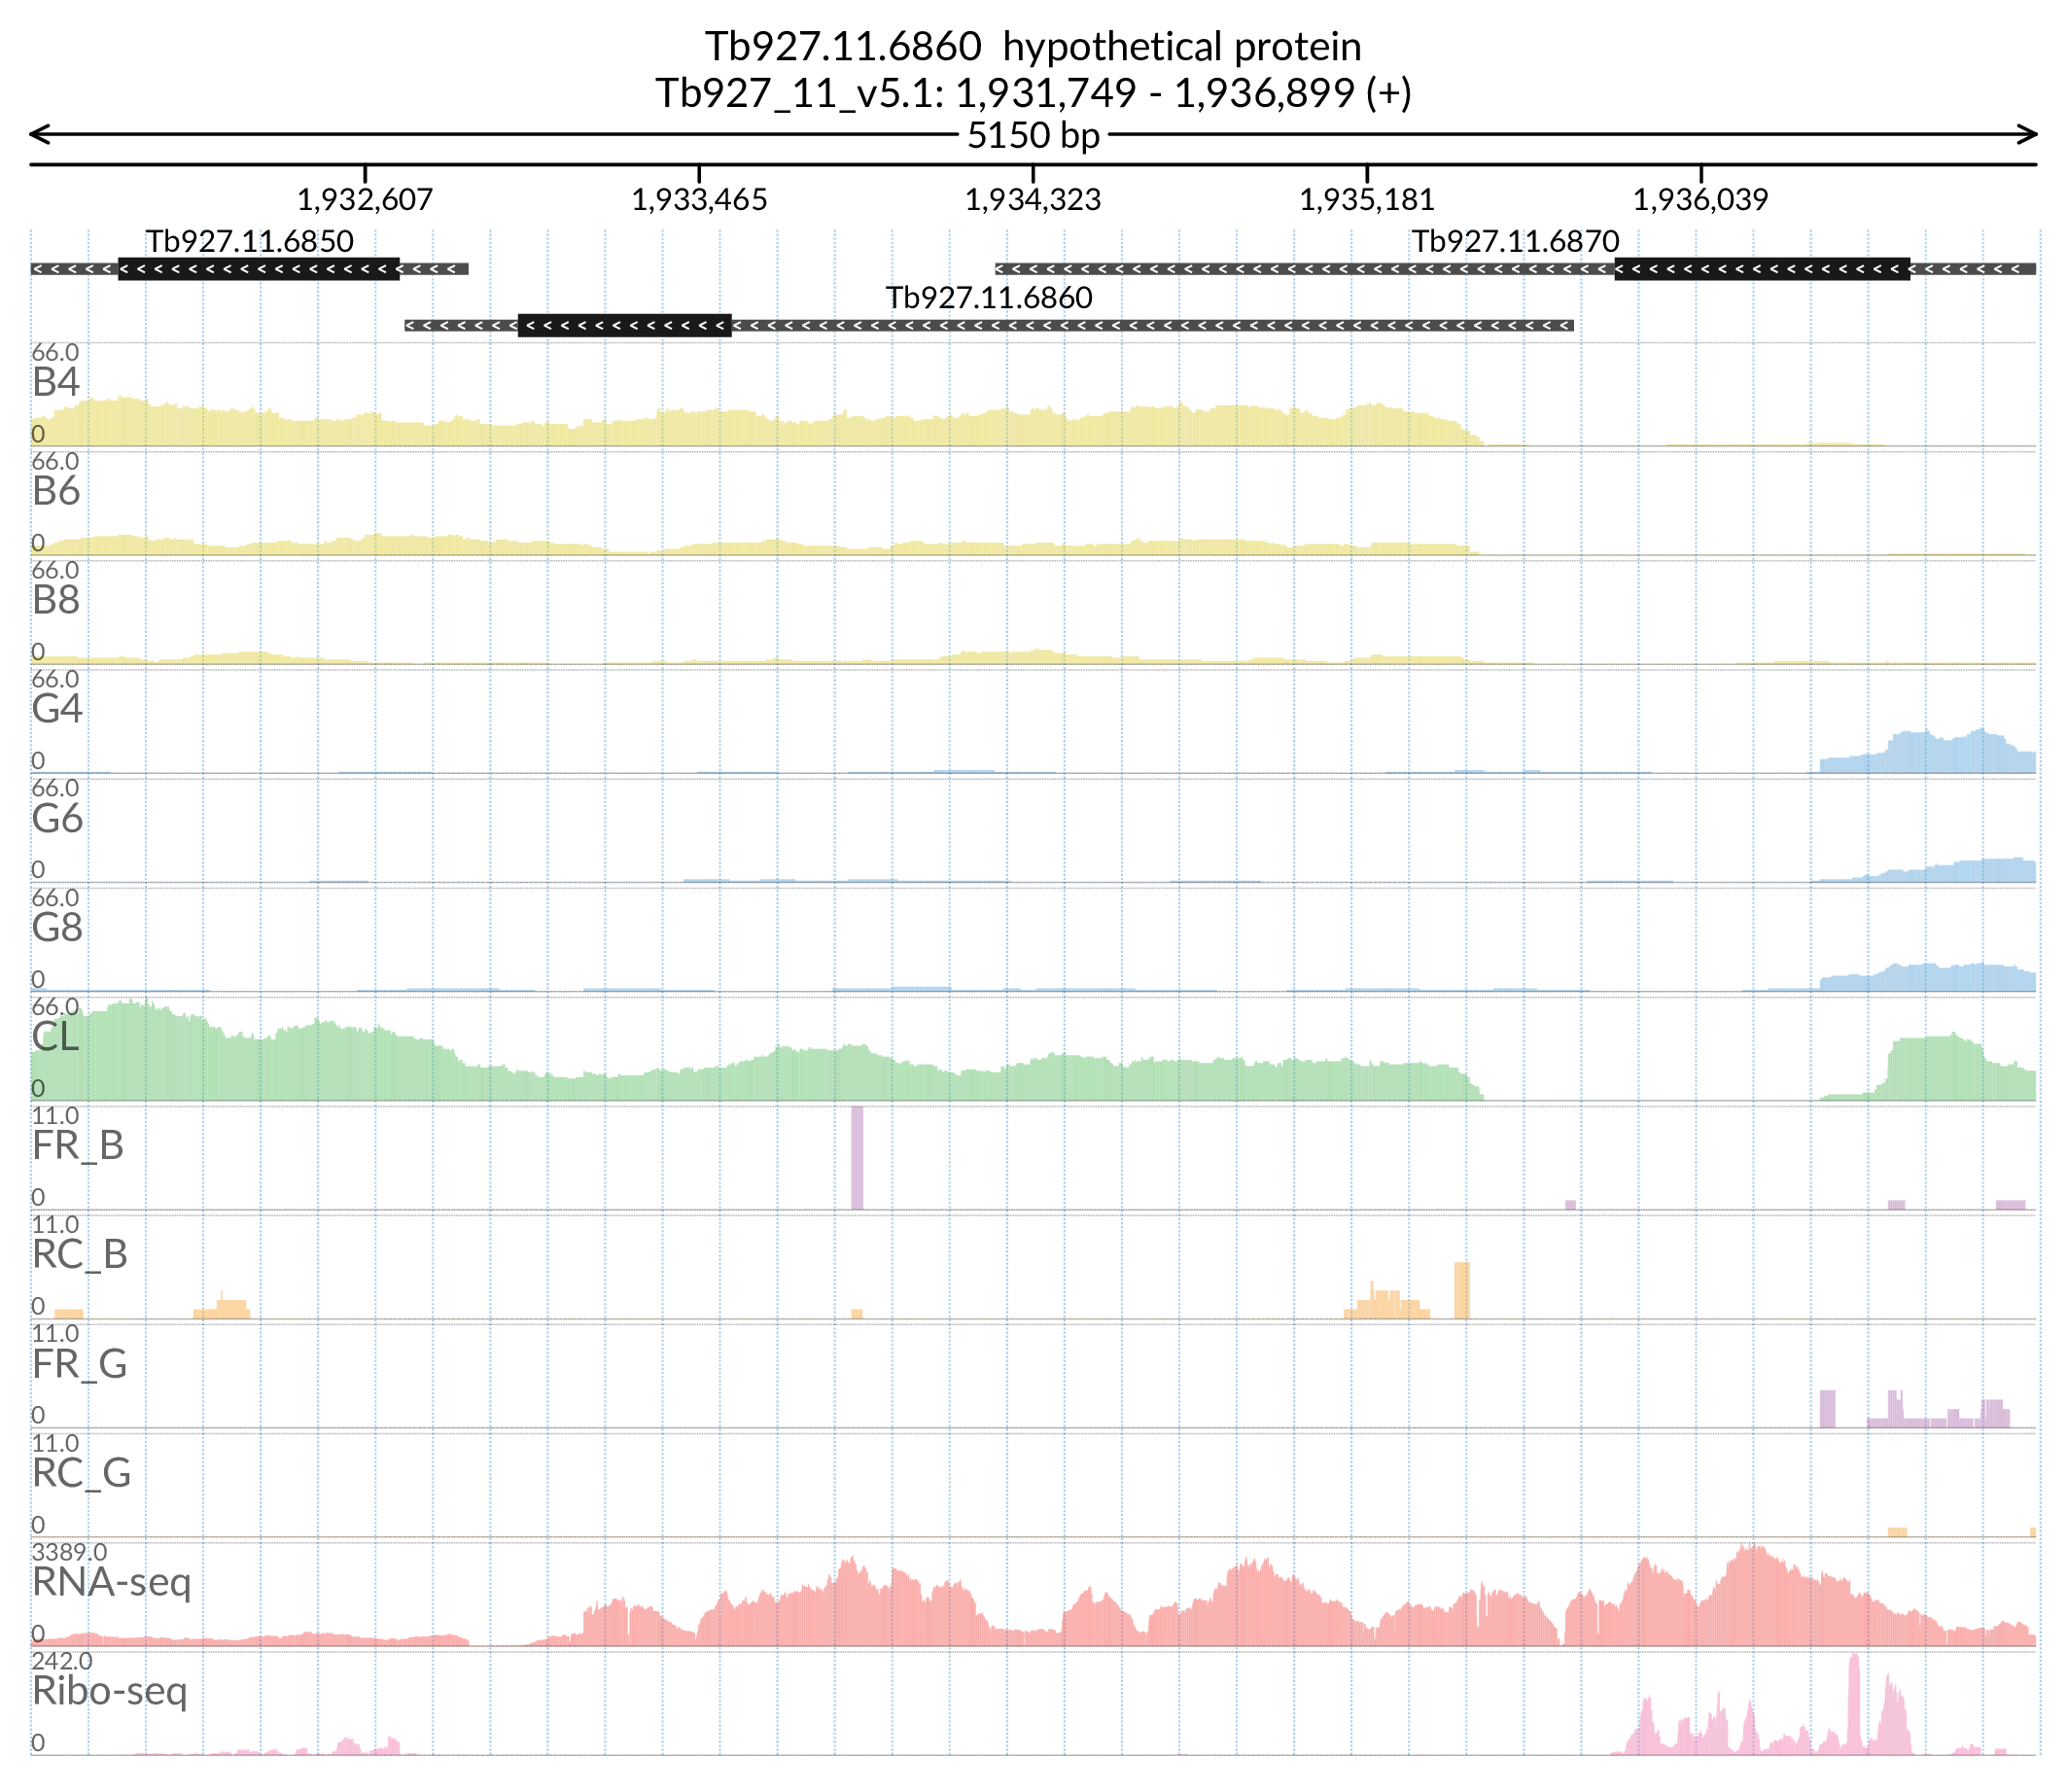 Tb927.11.6860  hypothetical protein
Tb927_11_v5.1: 1,931,749 - 1,936,899 (+)
5150 bp
1,932,607 1,933,465 1,934,323 1,935,181 1,936,039
Tb927.11.6850 Tb927.11.6870
Tb927.11.6860
66.0
B4
0
66.0
B6
0
66.0
B8
0
66.0
G4
0
66.0
G6
0
66.0
G8
0
66.0
CL
0
11.0
FR_B
0
11.0
RC_B
0
11.0
FR_G
0
11.0
RC_G
0
3389.0
RNA-seq
0
242.0
Ribo-seq
0